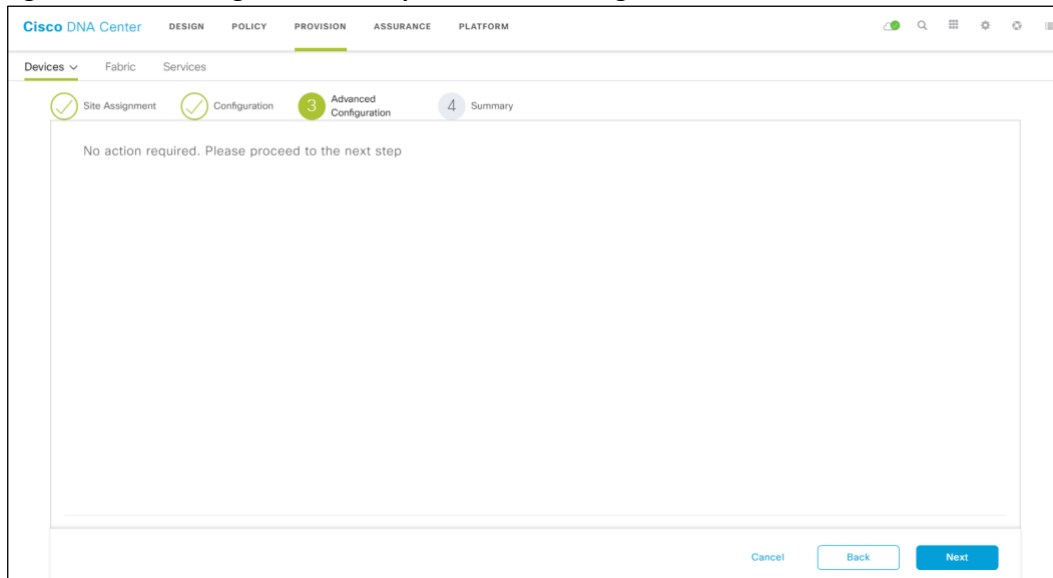 Cisco DNA Center DESIGN POLICY PROVISION ASSURANCE PLATFORM
Devices Fabric Services
Site Assignment Configuration 3 Advanced Configuration 4 Summary
No action required. Please proceed to the next step
Cancel Back Next